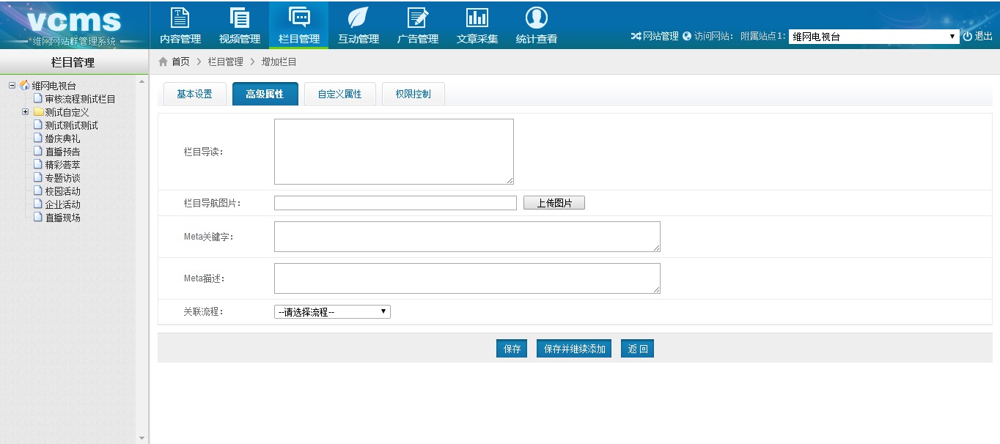 vcms
维网网站群管理系统
内容管理 视频管理 栏目管理 互动管理 广告管理 文章采集 统计查看
网站管理 访问网站: 附属站点1: 维网电视台 退出
栏目管理
首页 > 栏目管理 > 增加栏目
维网电视台
审核流程测试栏目
测试自定义
测试测试测试
婚庆典礼
直播预告
精彩荟萃
专题访谈
校园活动
企业活动
直播现场
基本设置 高级属性 自定义属性 权限控制
栏目导读:
栏目导航图片: 上传图片
Meta关键字:
Meta描述:
关联流程: --请选择流程--
保存 保存并继续添加 返 回